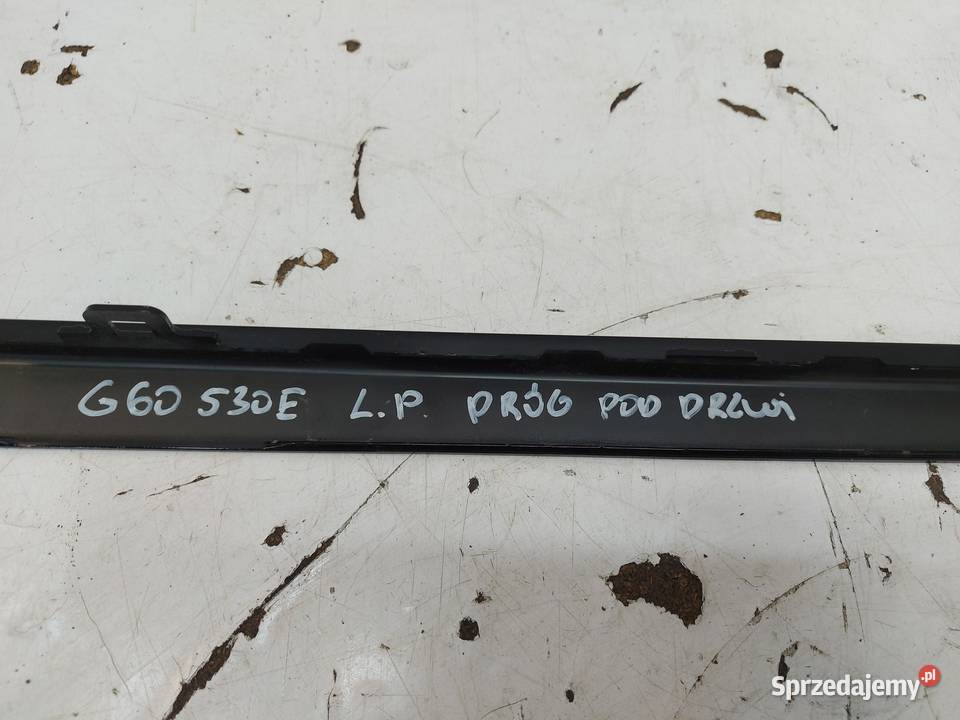 G60 530E L.P. PRÓG POD DRZWI
Sprzedajemy.pl